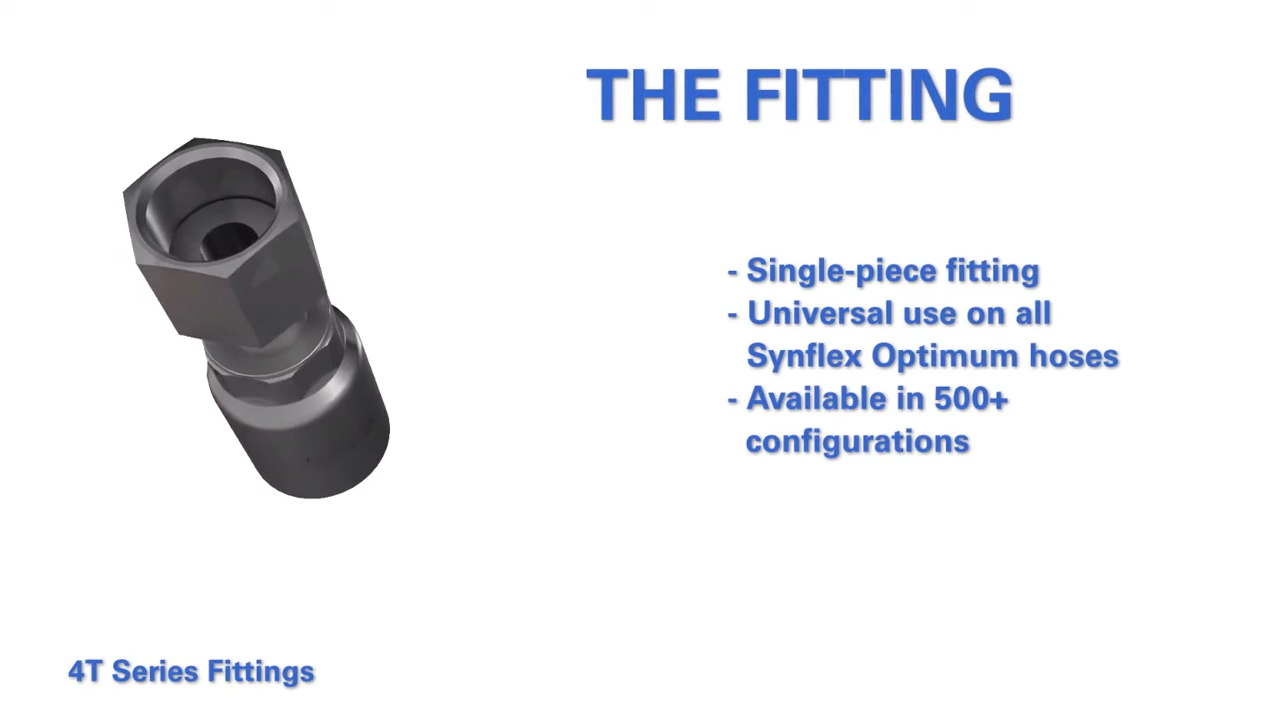 THE FITTING
- Single-piece fitting
- Universal use on all
Synflex Optimum hoses
- Available in 500+
configurations
4T Series Fittings